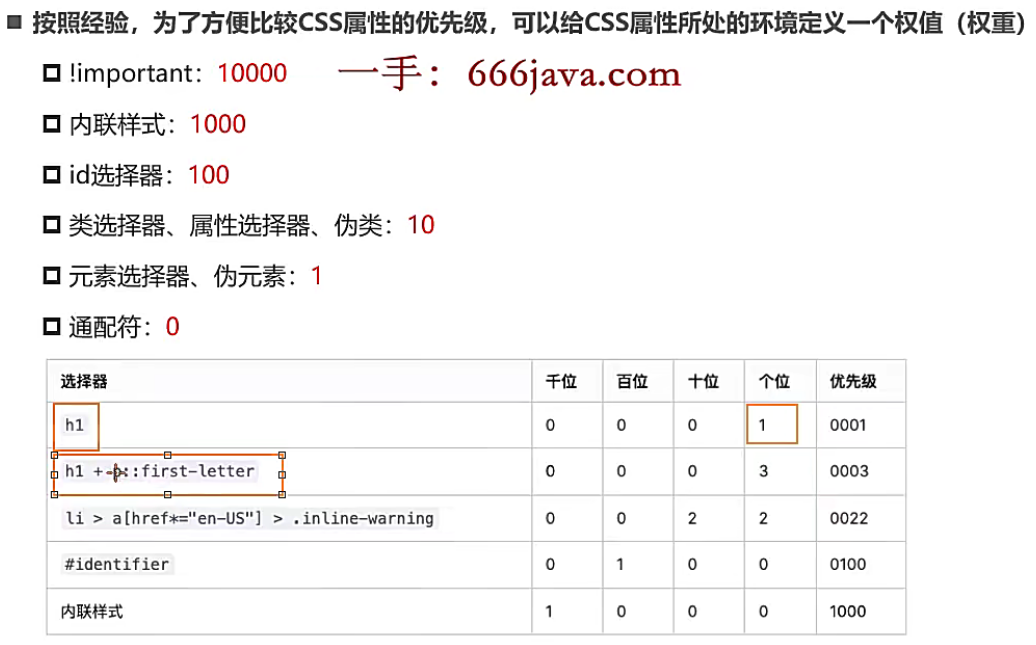 按照经验，为了方便比较CSS属性的优先级，可以给CSS属性所处的环境定义一个权值（权重）
!important：10000
一手：666java.com
内联样式：1000
id选择器：100
类选择器、属性选择器、伪类：10
元素选择器、伪元素：1
通配符：0
选择器 千位 百位 十位 个位 优先级
h1 0 0 0 1 0001
h1 + p::first-letter 0 0 0 3 0003
li > a[href*="en-US"] > .inline-warning 0 0 2 2 0022
#identifier 0 1 0 0 0100
内联样式 1 0 0 0 1000